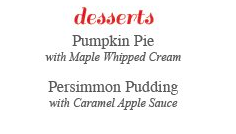 desserts
Pumpkin Pie
with Maple Whipped Cream
Persimmon Pudding
with Caramel Apple Sauce